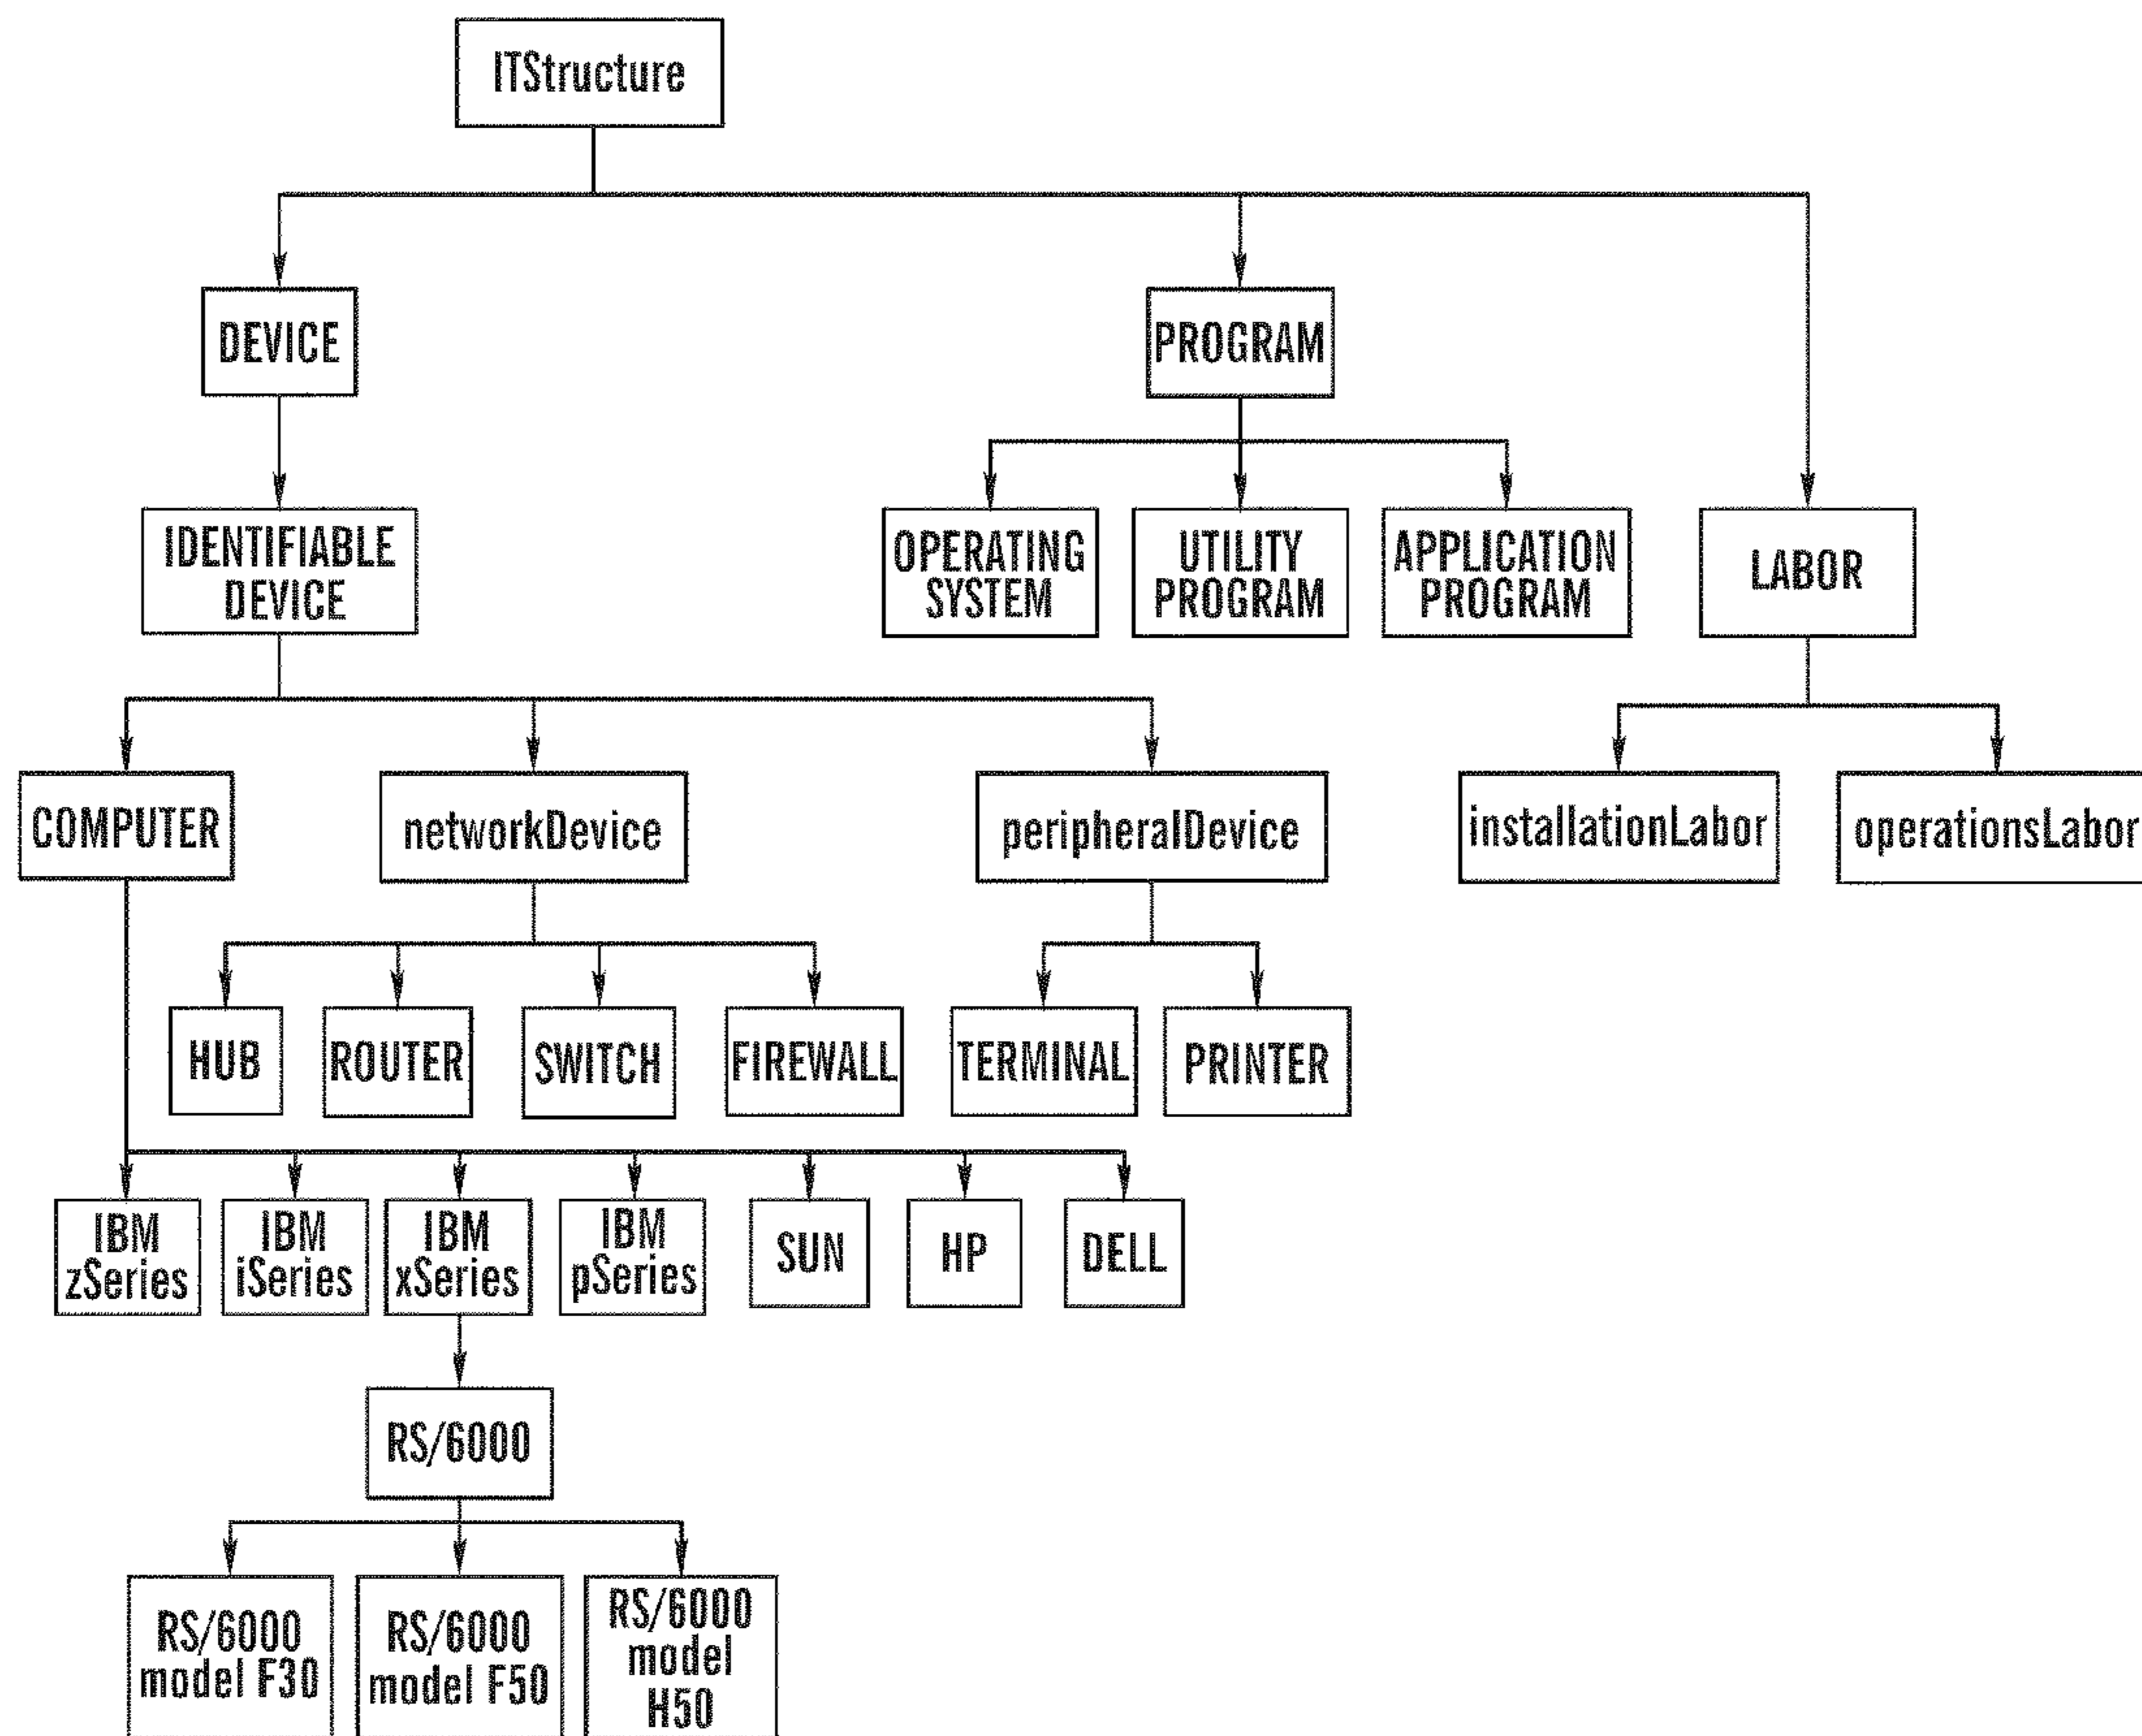 ITStructure
DEVICE
PROGRAM
IDENTIFIABLE
DEVICE
OPERATING
SYSTEM
UTILITY
PROGRAM
APPLICATION
PROGRAM
LABOR
COMPUTER
networkDevice
peripheralDevice
installationLabor
operationsLabor
HUB
ROUTER
SWITCH
FIREWALL
TERMINAL
PRINTER
IBM
zSeries
IBM
iSeries
IBM
xSeries
IBM
pSeries
SUN
HP
DELL
RS/6000
RS/6000
model F30
RS/6000
model F50
RS/6000
model
H50